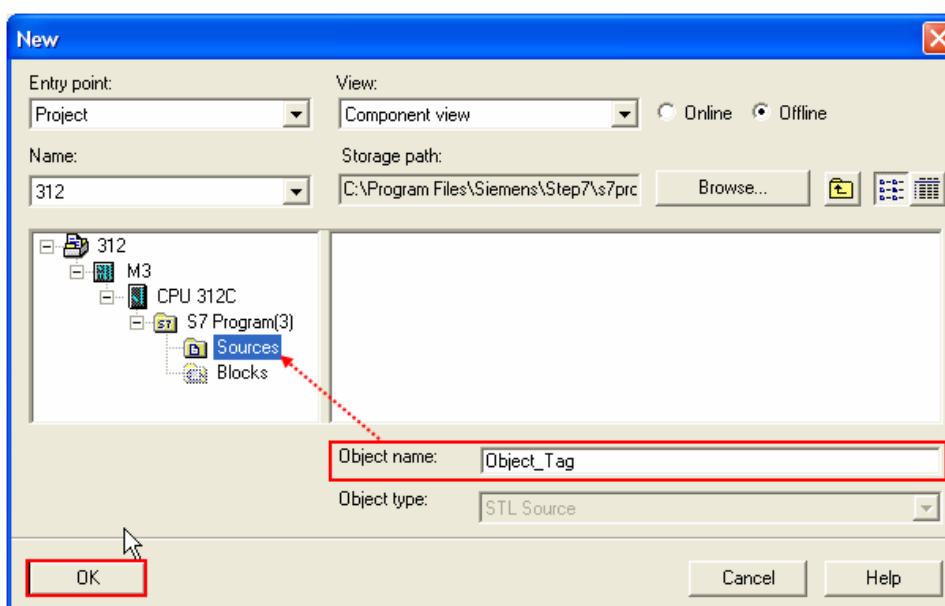 New
Entry point:
View:
Project
Component view
Online
Offline
Name:
Storage path:
312
C:\Program Files\Siemens\Step7\s7prc
Browse...
312
M3
CPU 312C
S7 Program(3)
Sources
Blocks
Object name:
Object_Tag
Object type:
STL Source
OK
Cancel
Help